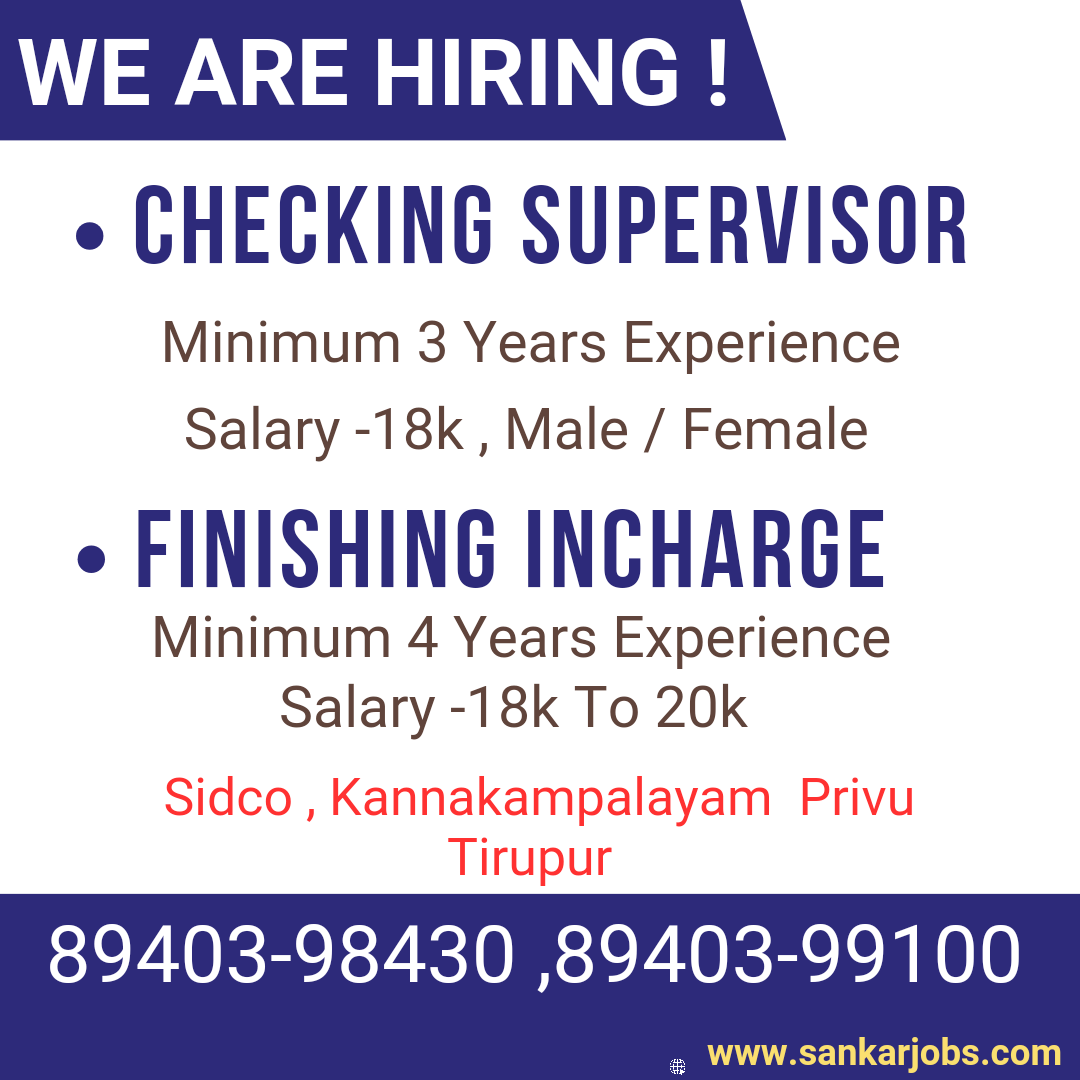 WE ARE HIRING !
• CHECKING SUPERVISOR
Minimum 3 Years Experience
Salary -18k , Male / Female
• FINISHING INCHARGE
Minimum 4 Years Experience
Salary -18k To 20k
Sidco , Kannakampalayam Privu
Tirupur
89403-98430 ,89403-99100
www.sankarjobs.com